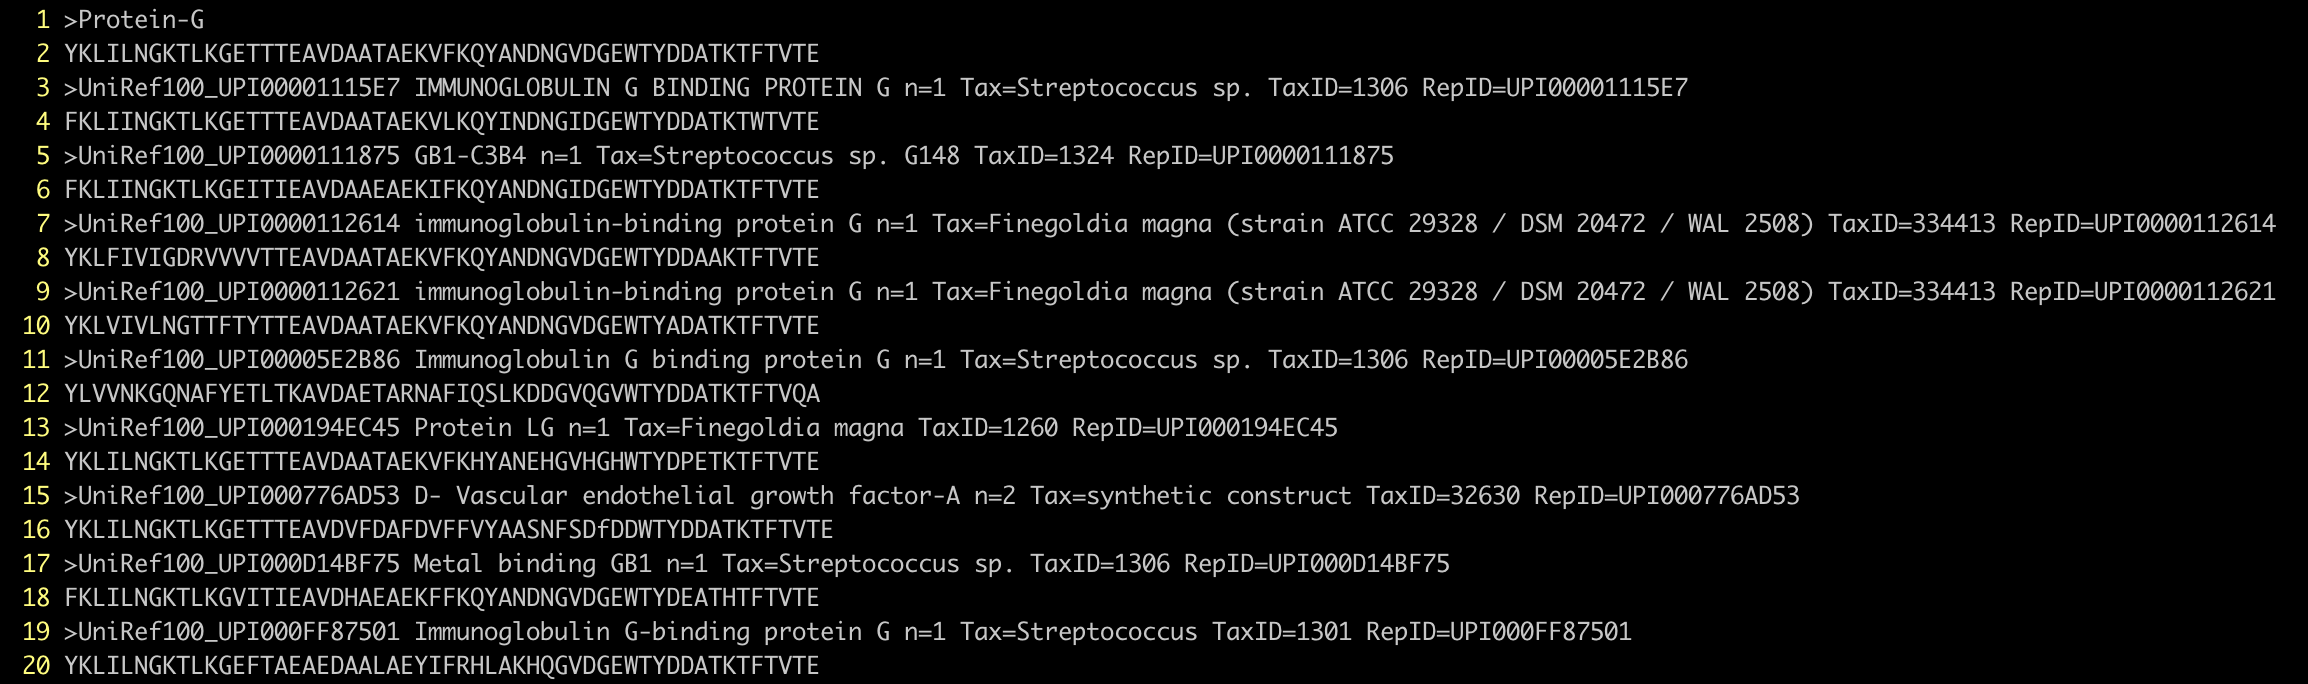 1 >Protein-G
2 YKLILNGKTLKGETTTEAVDAATAEKVFKQYANDNGVDGEWTYDDATKTFTVTE
3 >UniRef100_UPI00001115E7 IMMUNOGLOBULIN G BINDING PROTEIN G n=1 Tax=Streptococcus sp. TaxID=1306 RepID=UPI00001115E7
4 FKLIINGKTLKGETTTEAVDAATAEKVLKQYINDNGIDGEWTYDDATKTWTVTE
5 >UniRef100_UPI0000111875 GB1-C3B4 n=1 Tax=Streptococcus sp. G148 TaxID=1324 RepID=UPI0000111875
6 FKLIINGKTLKGEITIEAVDAAEAEKIFKQYANDNGIDGEWTYDDATKTFTVTE
7 >UniRef100_UPI0000112614 immunoglobulin-binding protein G n=1 Tax=Finegoldia magna (strain ATCC 29328 / DSM 20472 / WAL 2508) TaxID=334413 RepID=UPI0000112614
8 YKLFIVIGDRVVVVTTEAVDAATAEKVFKQYANDNGVDGEWTYDDAAKTFTVTE
9 >UniRef100_UPI0000112621 immunoglobulin-binding protein G n=1 Tax=Finegoldia magna (strain ATCC 29328 / DSM 20472 / WAL 2508) TaxID=334413 RepID=UPI0000112621
10 YKLVIVLNGTTFTYTTEAVDAATAEKVFKQYANDNGVDGEWTYADATKTFTVTE
11 >UniRef100_UPI00005E2B86 Immunoglobulin G binding protein G n=1 Tax=Streptococcus sp. TaxID=1306 RepID=UPI00005E2B86
12 YLVVNKGQNAFYETLTKAVDAETARNAFIQSLKDDGVQGVWTYDDATKTFTVQA
13 >UniRef100_UPI000194EC45 Protein LG n=1 Tax=Finegoldia magna TaxID=1260 RepID=UPI000194EC45
14 YKLILNGKTLKGETTTEAVDAATAEKVFKHYANEHGVHGHWTYDPETKTFTVTE
15 >UniRef100_UPI000776AD53 D- Vascular endothelial growth factor-A n=2 Tax=synthetic construct TaxID=32630 RepID=UPI000776AD53
16 YKLILNGKTLKGETTTEAVDVFDAFDVFFVYAASNFSDfDDWTYDDATKTFTVTE
17 >UniRef100_UPI000D14BF75 Metal binding GB1 n=1 Tax=Streptococcus sp. TaxID=1306 RepID=UPI000D14BF75
18 FKLILNGKTLKGVITIEAVDHAEAEKFFKQYANDNGVDGEWTYDEATHTFTVTE
19 >UniRef100_UPI000FF87501 Immunoglobulin G-binding protein G n=1 Tax=Streptococcus TaxID=1301 RepID=UPI000FF87501
20 YKLILNGKTLKGEFTAEAEDAALAEYIFRHLAKHQGVDGEWTYDDATKTFTVTE